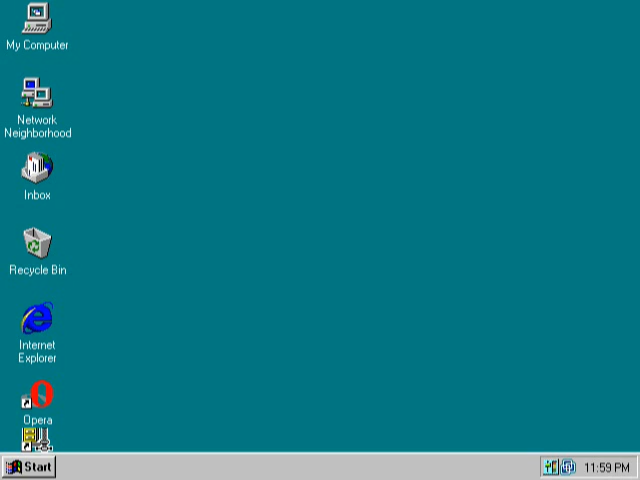 My Computer
Network
Neighborhood
Inbox
Recycle Bin
Internet
Explorer
Opera
Start
11:59 PM